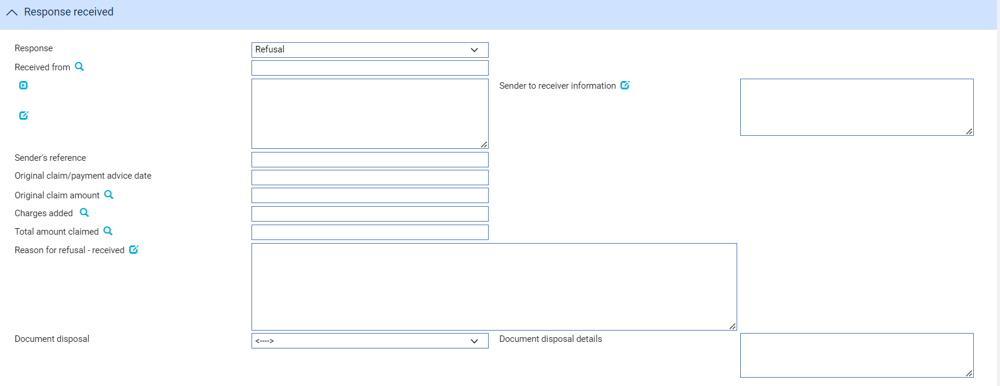 Response received
Response
Refusal
Received from
Sender to receiver information
Sender's reference
Original claim/payment advice date
Original claim amount
Charges added
Total amount claimed
Reason for refusal - received
Document disposal
<---->
Document disposal details